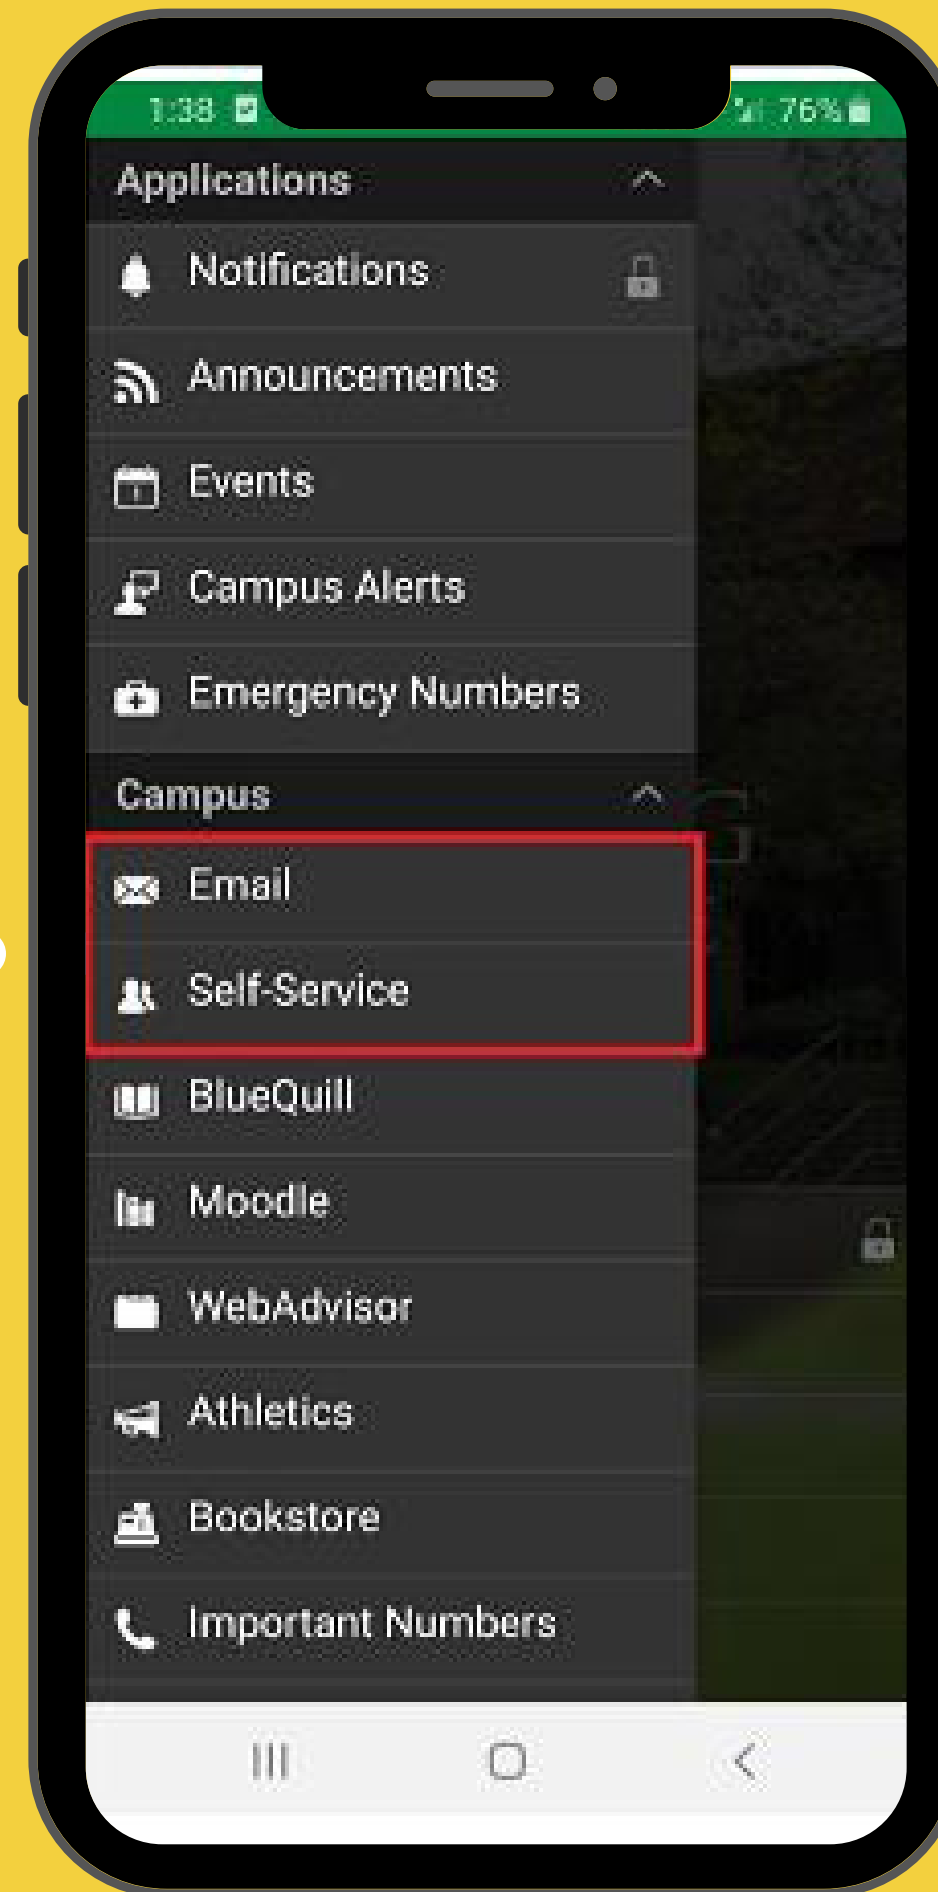 1:38 76%
Applications
Notifications
Announcements
Events
Campus Alerts
Emergency Numbers
Campus
Email
Self-Service
BlueQuill
Moodle
WebAdvisor
Athletics
Bookstore
Important Numbers